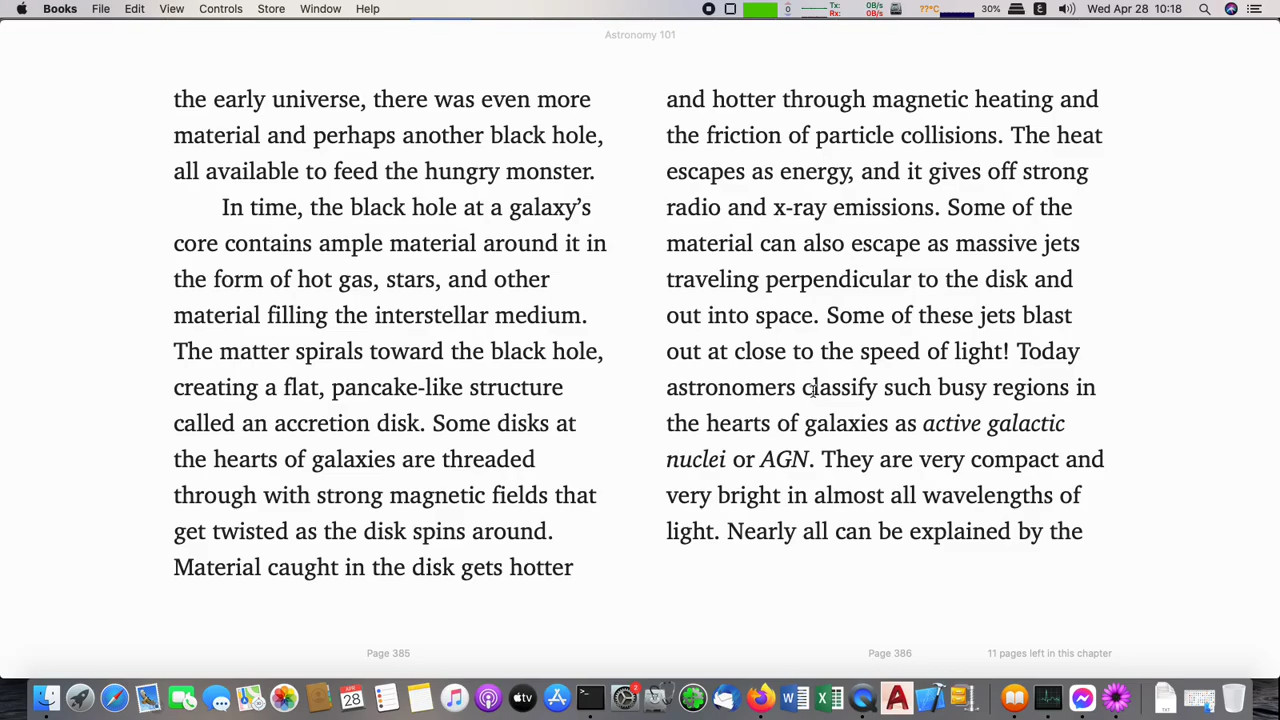 Books File Edit View Controls Store Window Help
Tx: 0B/s
Rx: 0B/s
??°C
30%
ع
Wed Apr 28 10:18
Astronomy 101
the early universe, there was even more
material and perhaps another black hole,
all available to feed the hungry monster.
In time, the black hole at a galaxy’s
core contains ample material around it in
the form of hot gas, stars, and other
material filling the interstellar medium.
The matter spirals toward the black hole,
creating a flat, pancake-like structure
called an accretion disk. Some disks at
the hearts of galaxies are threaded
through with strong magnetic fields that
get twisted as the disk spins around.
Material caught in the disk gets hotter
Page 385
and hotter through magnetic heating and
the friction of particle collisions. The heat
escapes as energy, and it gives off strong
radio and x-ray emissions. Some of the
material can also escape as massive jets
traveling perpendicular to the disk and
out into space. Some of these jets blast
out at close to the speed of light! Today
astronomers classify such busy regions in
the hearts of galaxies as active galactic
nuclei or AGN. They are very compact and
very bright in almost all wavelengths of
light. Nearly all can be explained by the
Page 386
11 pages left in this chapter
28
tv
2
W
X
A
TXT